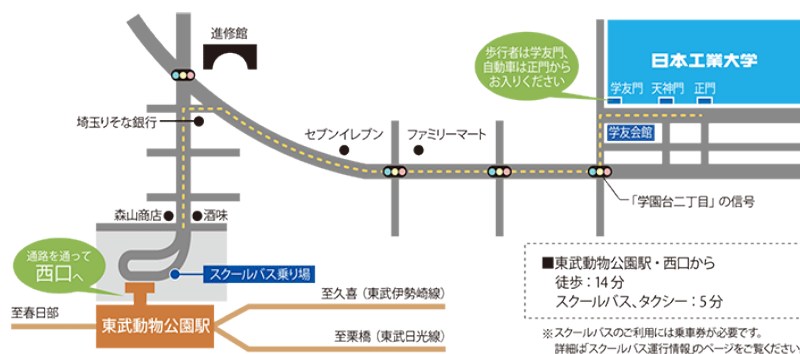 進修館
歩行者は学友門、
自動車は正門から
お入りください
日本工業大学
学友門
天神門
正門
埼玉りそな銀行
セブンイレブン
ファミリーマート
学友会館
「学園台二丁目」の信号
森山商店
酒味
通路を通って
西口へ
スクールバス乗り場
至春日部
東武動物公園駅
至久喜（東武伊勢崎線）
至栗橋（東武日光線）
■東武動物公園駅・西口から
徒歩：14分
スクールバス、タクシー：5分
※スクールバスのご利用には乗車券が必要です。
詳細は「スクールバス運行情報」のページをご覧ください